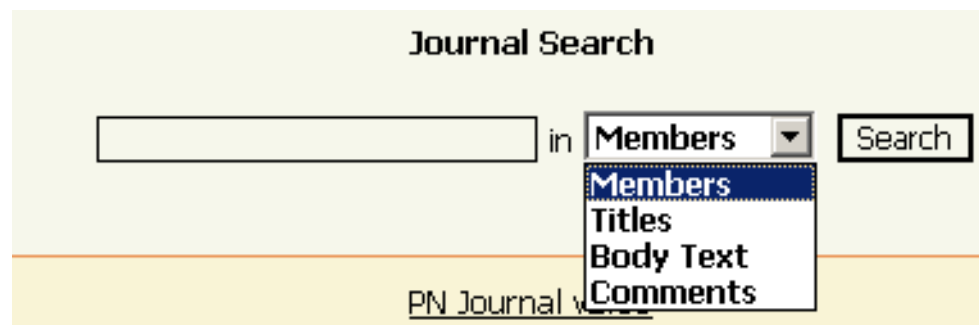 Journal Search
in Members Search
Members
Titles
Body Text
Comments
PN Journal